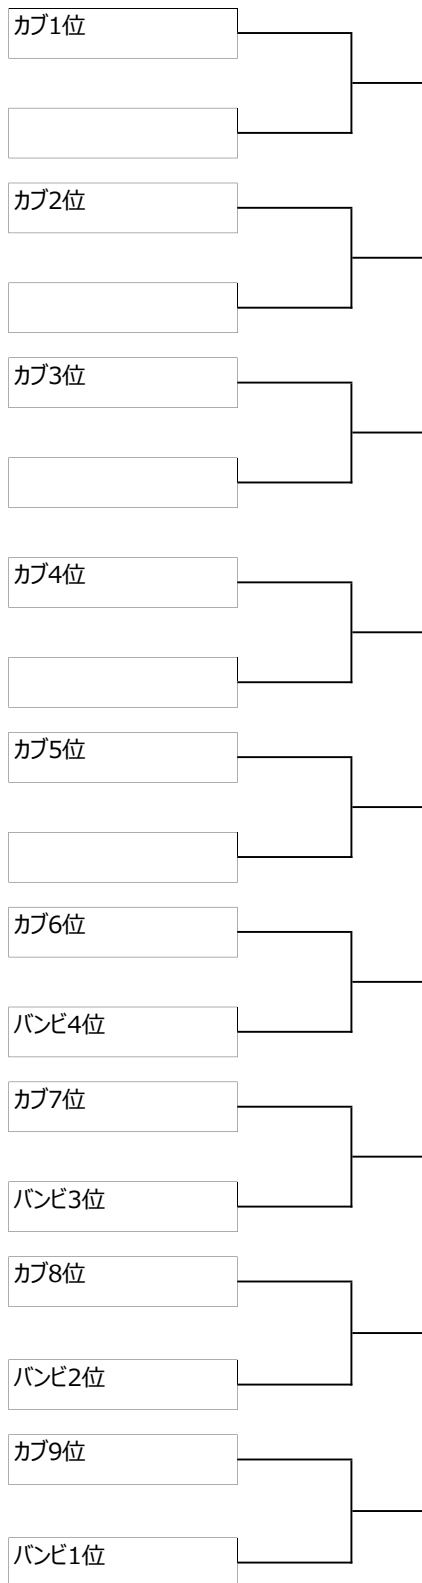 カブ1位
カブ2位
カブ3位
カブ4位
カブ5位
カブ6位
バンビ4位
カブ7位
バンビ3位
カブ8位
バンビ2位
カブ9位
バンビ1位